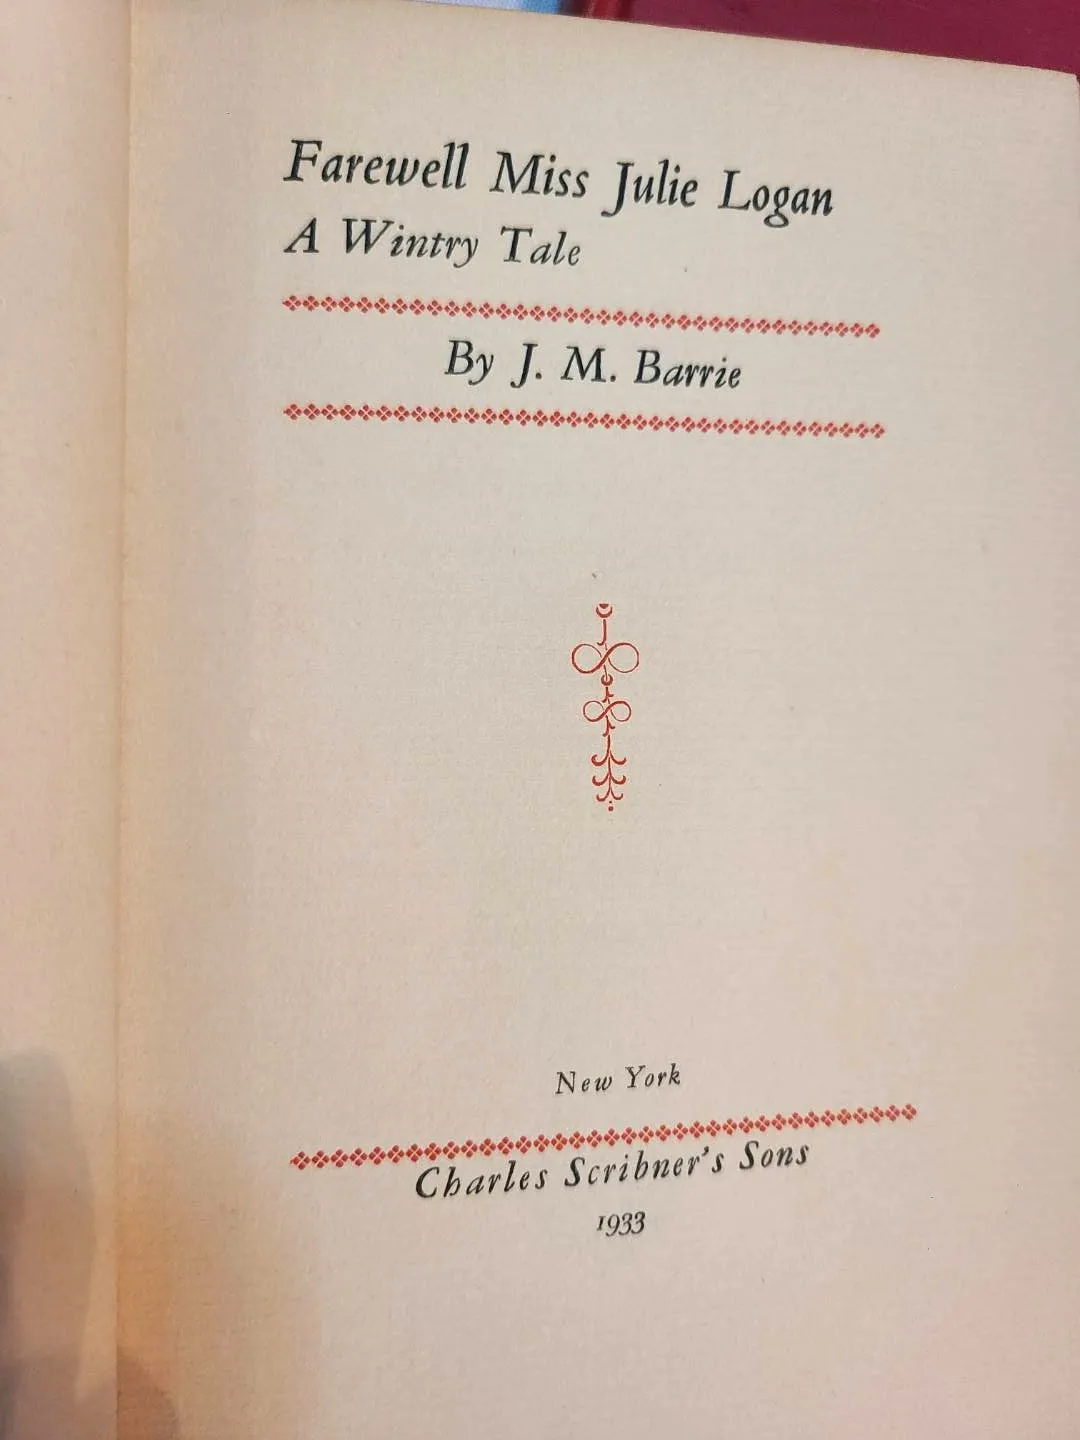 Farewell Miss Julie Logan
A Wintry Tale
By J. M. Barrie
New York
Charles Scribner's Sons
1933